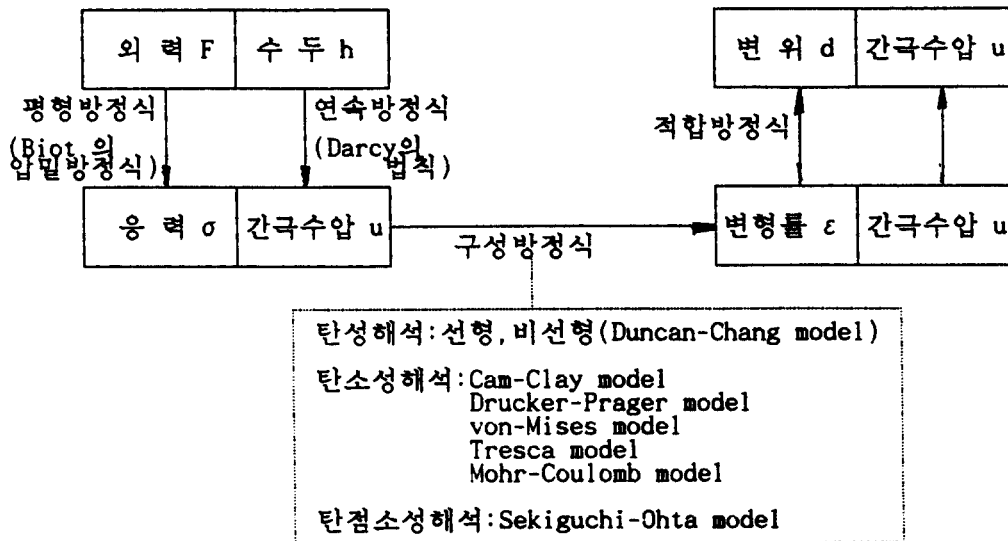 외 력 F
수 두 h
변 위 d
간극수압 u
평형방정식
(Biot 의
압밀방정식)
연속방정식
(Darcy의
법칙)
적합방정식
응 력 σ
간극수압 u
변형률 ε
간극수압 u
구성방정식
탄성해석:선형,비선형(Duncan-Chang model)
탄소성해석:Cam-Clay model
Drucker-Prager model
von-Mises model
Tresca model
Mohr-Coulomb model
탄점소성해석:Sekiguchi-Ohta model